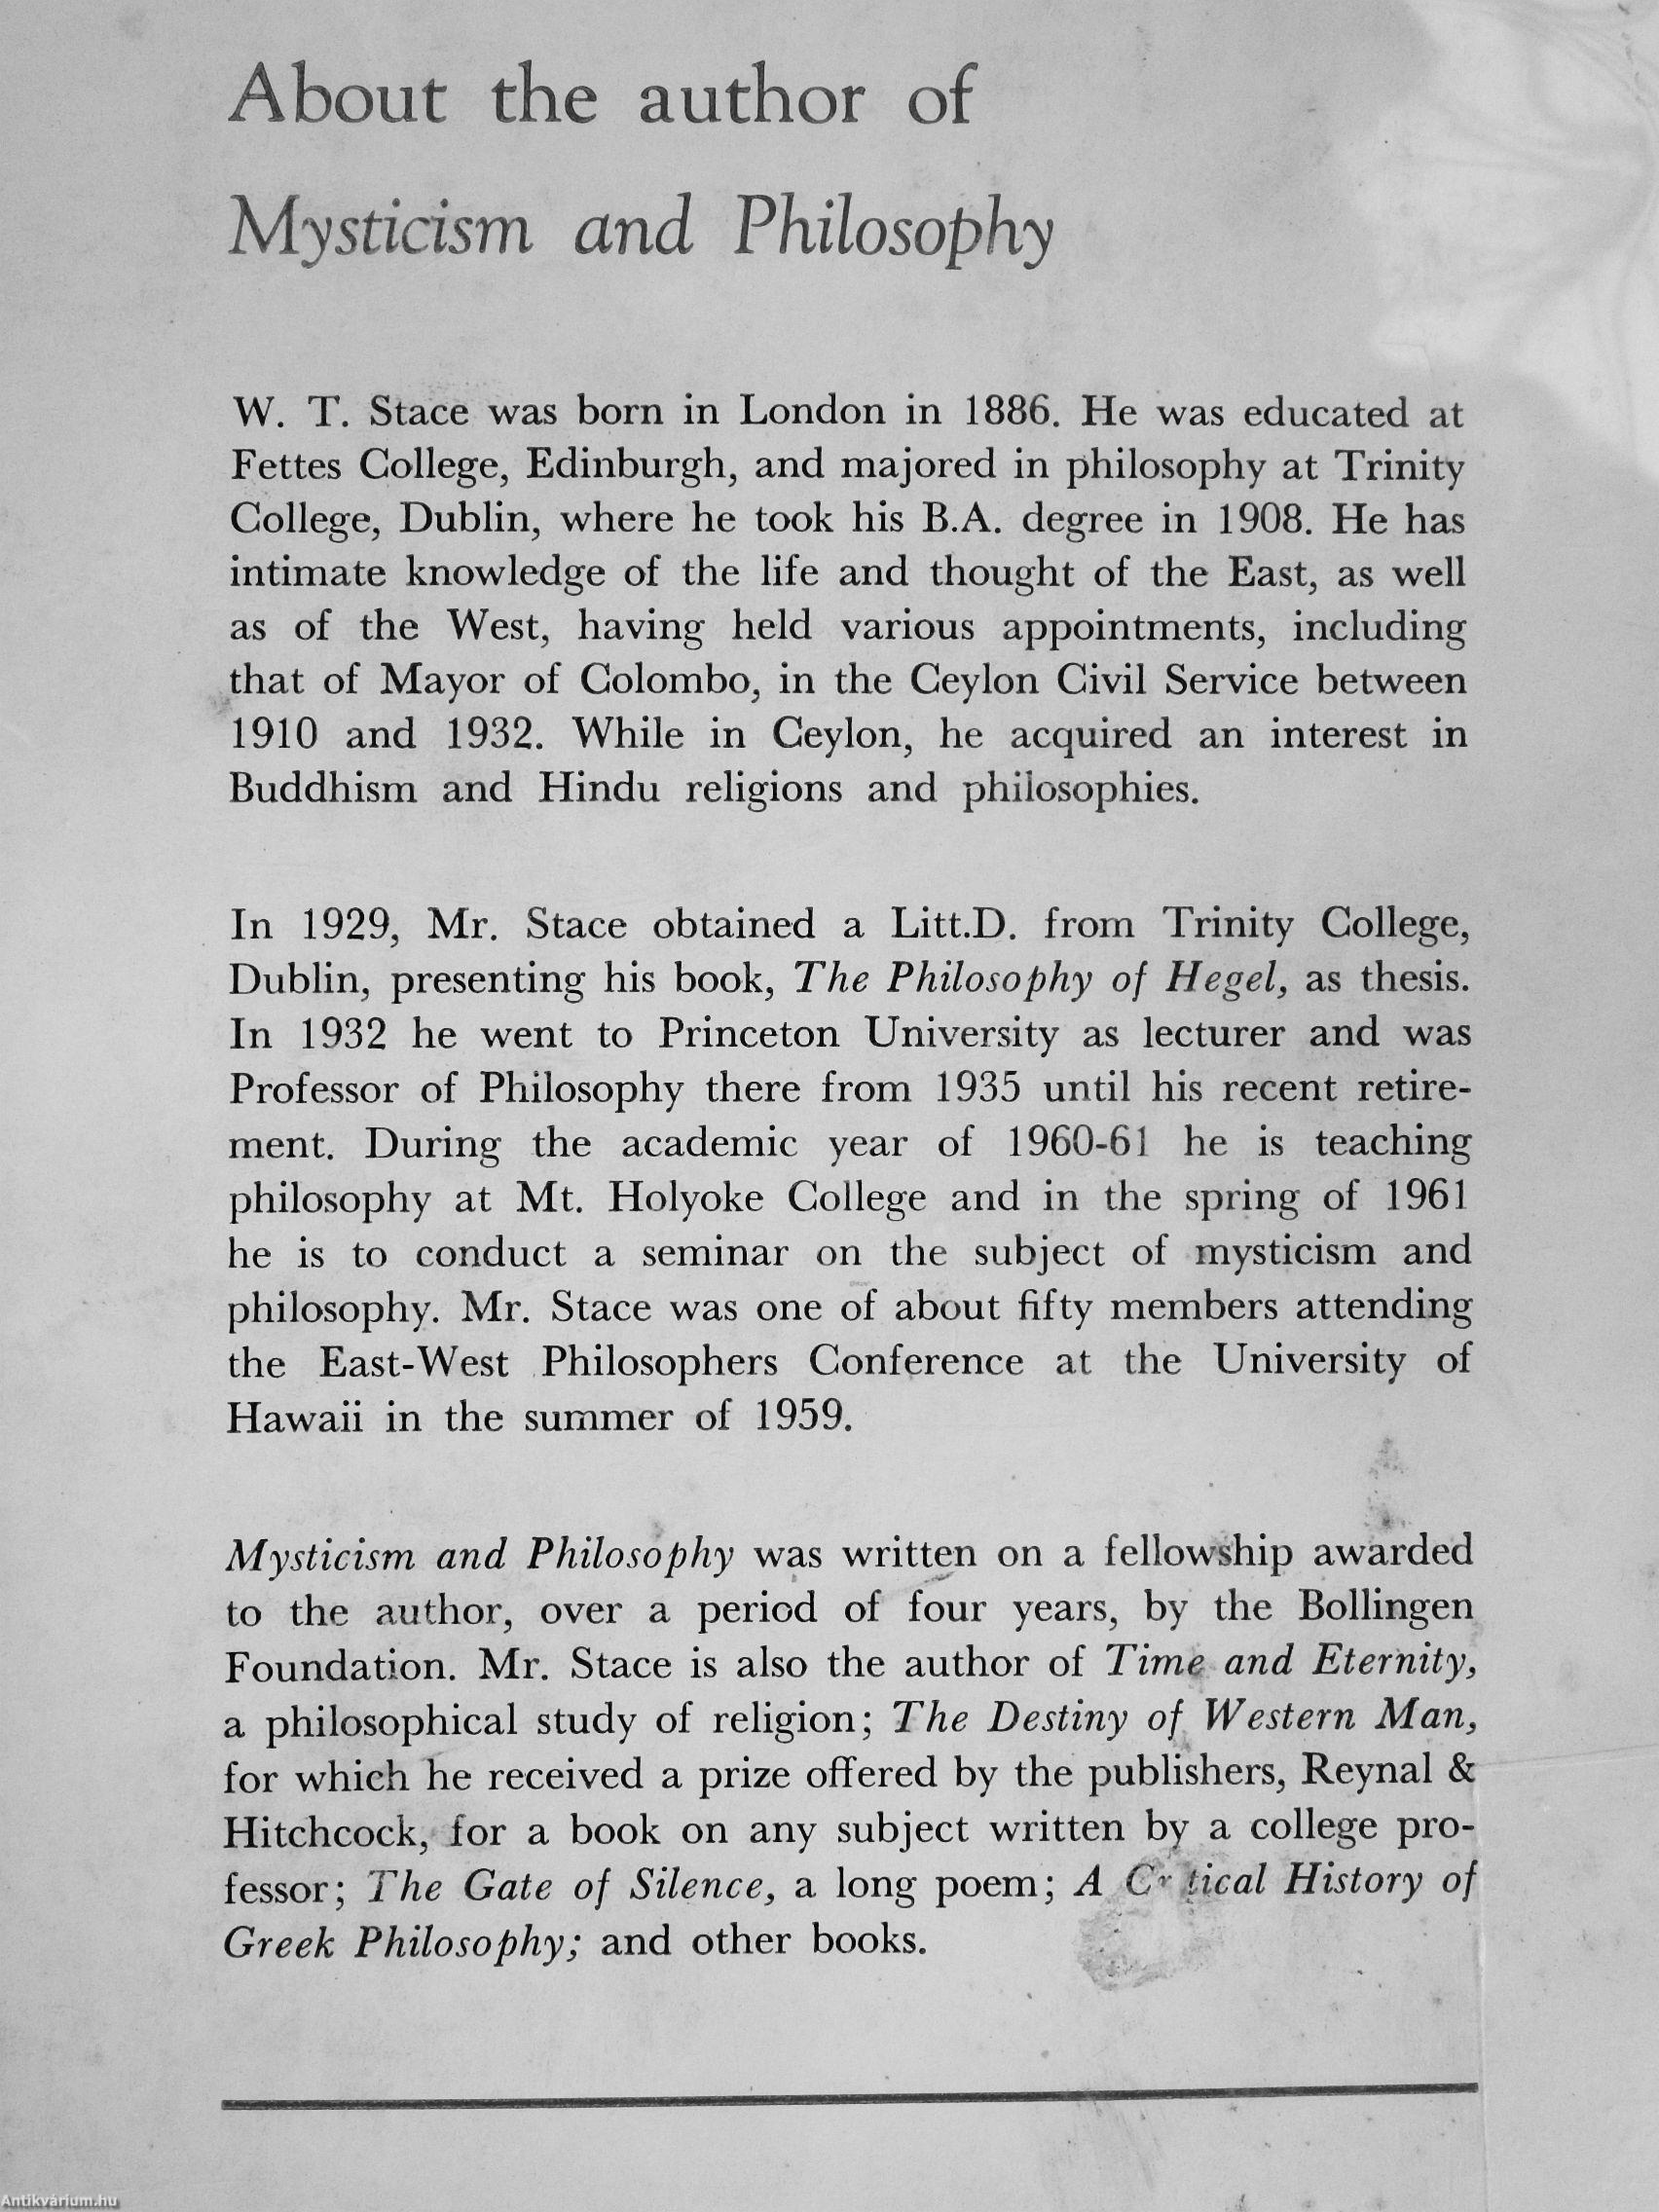 About the author of
Mysticism and Philosophy
W. T. Stace was born in London in 1886. He was educated at
Fettes College, Edinburgh, and majored in philosophy at Trinity
College, Dublin, where he took his B.A. degree in 1908. He has
intimate knowledge of the life and thought of the East, as well
as of the West, having held various appointments, including
that of Mayor of Colombo, in the Ceylon Civil Service between
1910 and 1932. While in Ceylon, he acquired an interest in
Buddhism and Hindu religions and philosophies.
In 1929, Mr. Stace obtained a Litt.D. from Trinity College,
Dublin, presenting his book, The Philosophy of Hegel, as thesis.
In 1932 he went to Princeton University as lecturer and was
Professor of Philosophy there from 1935 until his recent retire-
ment. During the academic year of 1960-61 he is teaching
philosophy at Mt. Holyoke College and in the spring of 1961
he is to conduct a seminar on the subject of mysticism and
philosophy. Mr. Stace was one of about fifty members attending
the East-West Philosophers Conference at the University of
Hawaii in the summer of 1959.
Mysticism and Philosophy was written on a fellowship awarded
to the author, over a period of four years, by the Bollingen
Foundation. Mr. Stace is also the author of Time and Eternity,
a philosophical study of religion; The Destiny of Western Man,
for which he received a prize offered by the publishers, Reynal &
Hitchcock, for a book on any subject written by a college pro-
fessor; The Gate of Silence, a long poem; A Critical History of
Greek Philosophy; and other books.
Antikvárium.hu